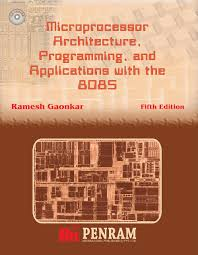 Microprocessor
Architecture,
Programming, and
Applications with the
8085
Ramesh Gaonkar
Fifth Edition
PENRAM